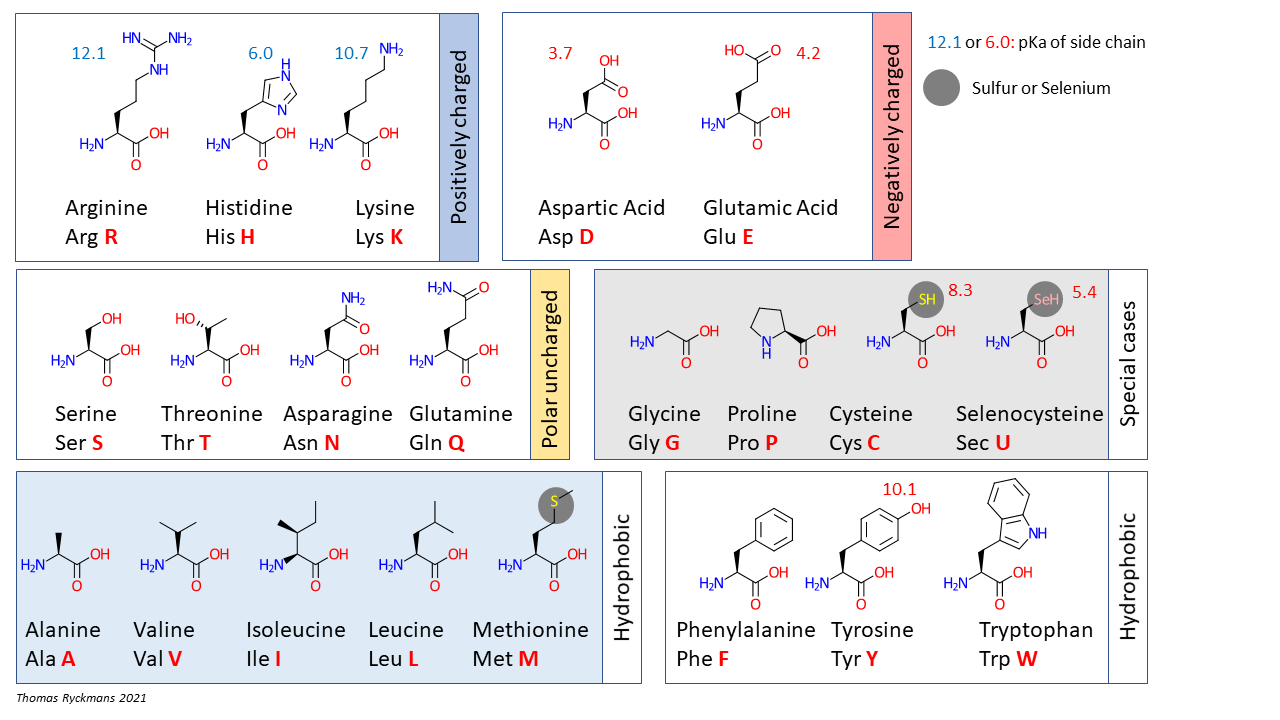 12.1
HN
NH2
NH
H2N
OH
O
6.0
H
N
N
H2N
OH
O
10.7
NH2
H2N
OH
O
Arginine
Arg R
Histidine
His H
Lysine
Lys K
Positively charged
3.7
OH
O
H2N
OH
O
HO
O
4.2
H2N
OH
O
Aspartic Acid
Asp D
Glutamic Acid
Glu E
Negatively charged
12.1 or 6.0: pKa of side chain
Sulfur or Selenium
OH
H2N
OH
O
HO
H2N
OH
O
NH2
O
H2N
OH
O
H2N
O
H2N
OH
O
Serine
Ser S
Threonine
Thr T
Asparagine
Asn N
Glutamine
Gln Q
Polar uncharged
H2N
OH
O
N
H
OH
O
SH
8.3
H2N
OH
O
SeH
5.4
H2N
OH
O
Glycine
Gly G
Proline
Pro P
Cysteine
Cys C
Selenocysteine
Sec U
Special cases
H2N
OH
O
H2N
OH
O
H2N
OH
O
H2N
OH
O
S
H2N
OH
O
Alanine
Ala A
Valine
Val V
Isoleucine
Ile I
Leucine
Leu L
Methionine
Met M
Hydrophobic
H2N
OH
O
10.1
OH
H2N
OH
O
NH
H2N
OH
O
Phenylalanine
Phe F
Tyrosine
Tyr Y
Tryptophan
Trp W
Hydrophobic
Thomas Ryckmans 2021